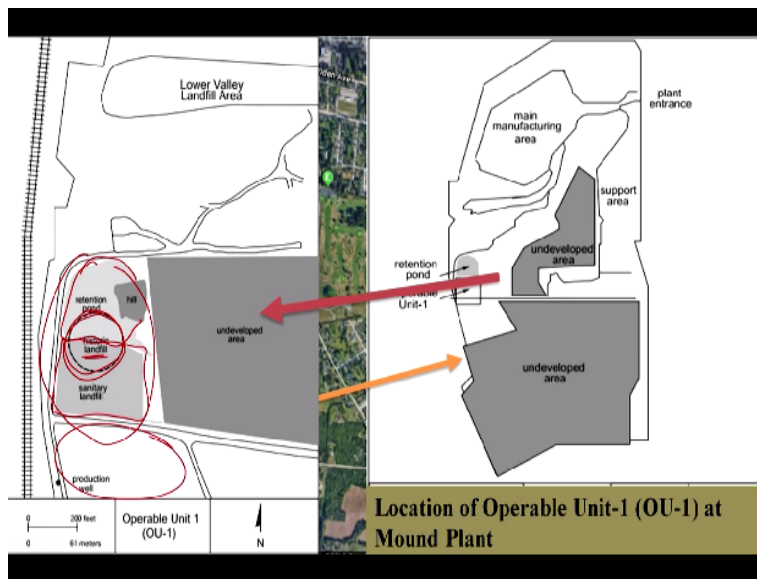 Lower Valley
Landfill Area
retention
pond
hill
historic
landfill
sanitary
landfill
undeveloped
area
production
well
0 200 feet
0 61 meters
Operable Unit 1
(OU-1)
N
main
manufacturing
area
plant
entrance
support
area
undeveloped
area
retention
pond
Unit-1
undeveloped
area
Location of Operable Unit-1 (OU-1) at
Mound Plant